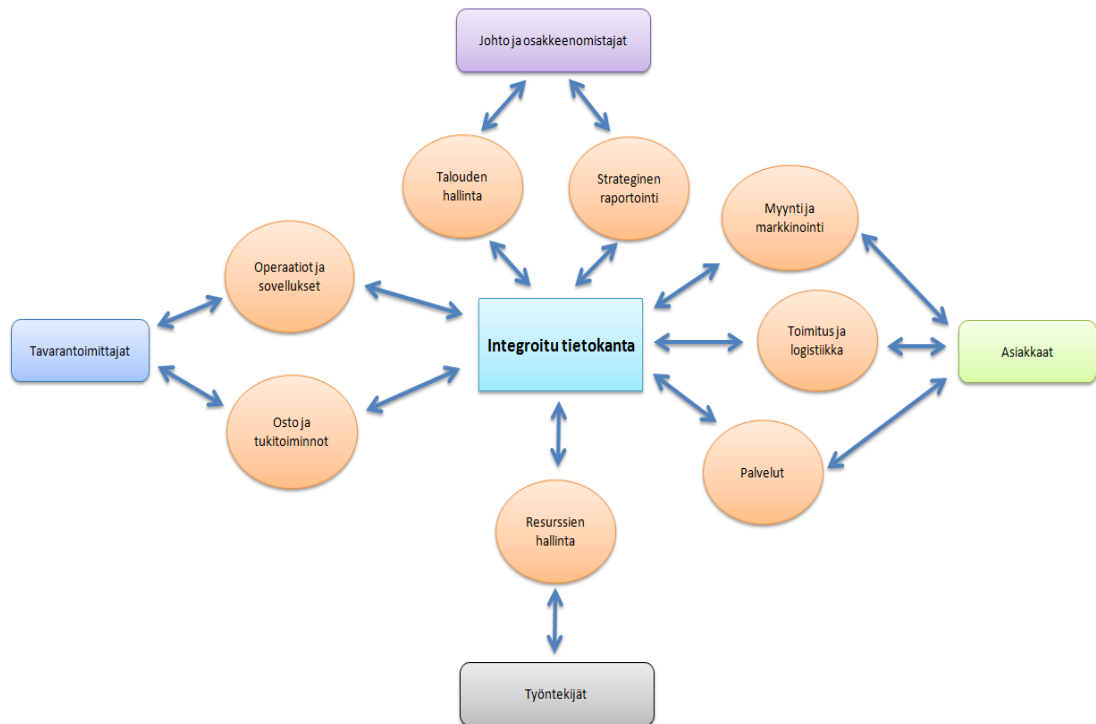 Johto ja osakkeenomistajat
Talouden
hallinta
Strateginen
raportointi
Myynti ja
markkinointi
Operaatiot ja
sovellukset
Integroitu tietokanta
Toimitus ja
logistiikka
Tavarantoimittajat
Asiakkaat
Osto ja
tukitoiminnot
Palvelut
Resurssien
hallinta
Työntekijät